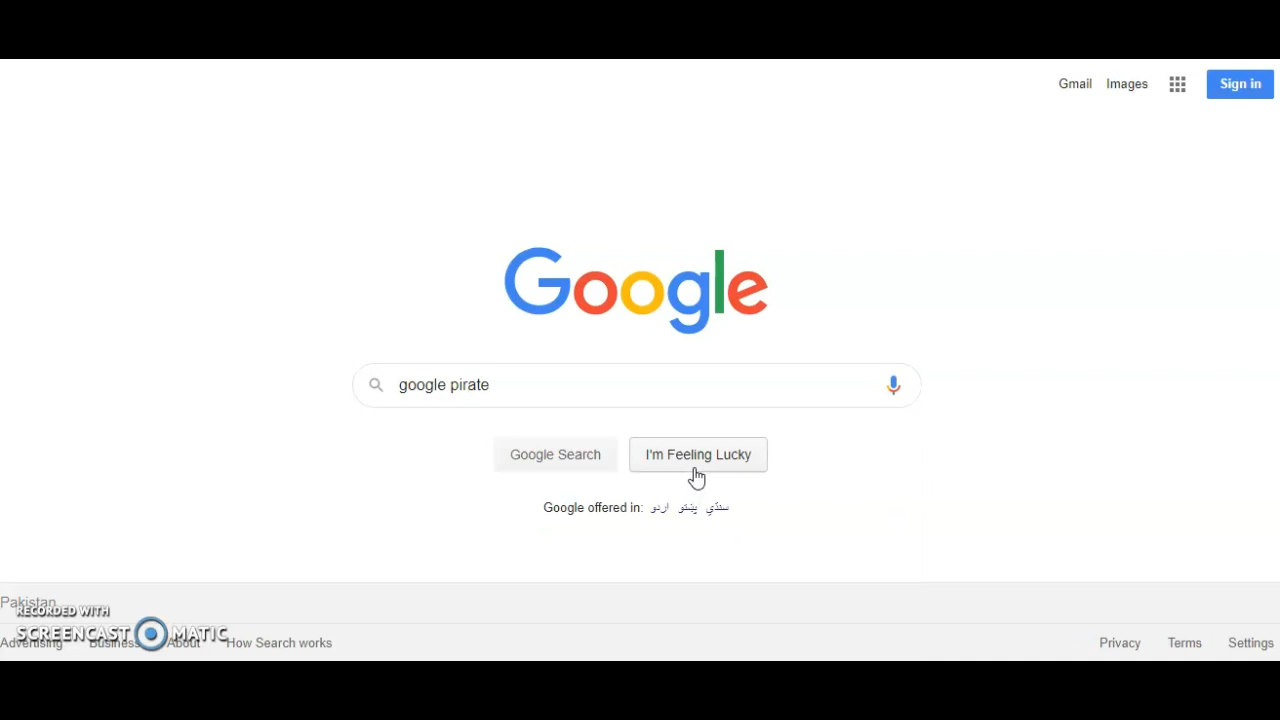 Gmail Images Sign in
Google
google pirate
Google Search I'm Feeling Lucky
Google offered in: اردو پښتو سنڌي
Pakistan
RECORDED WITH
SCREENCAST MATIC
Advertising Business About How Search works Privacy Terms Settings